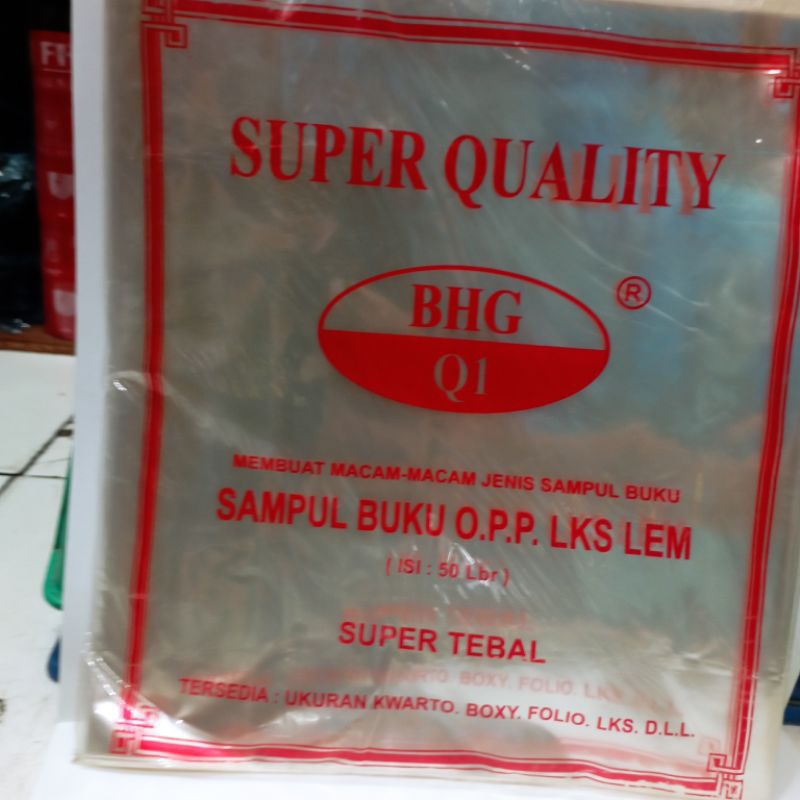 FR
SUPER QUALITY
BHG
®
Q1
MEMBUAT MACAM-MACAM JENIS SAMPUL BUKU
SAMPUL BUKU O.P.P. LKS LEM
( ISI : 50 Lbr )
SUPER TEBAL
TERSEDIA : UKURAN KWARTO. BOXY. FOLIO. LKS. D.L.L.